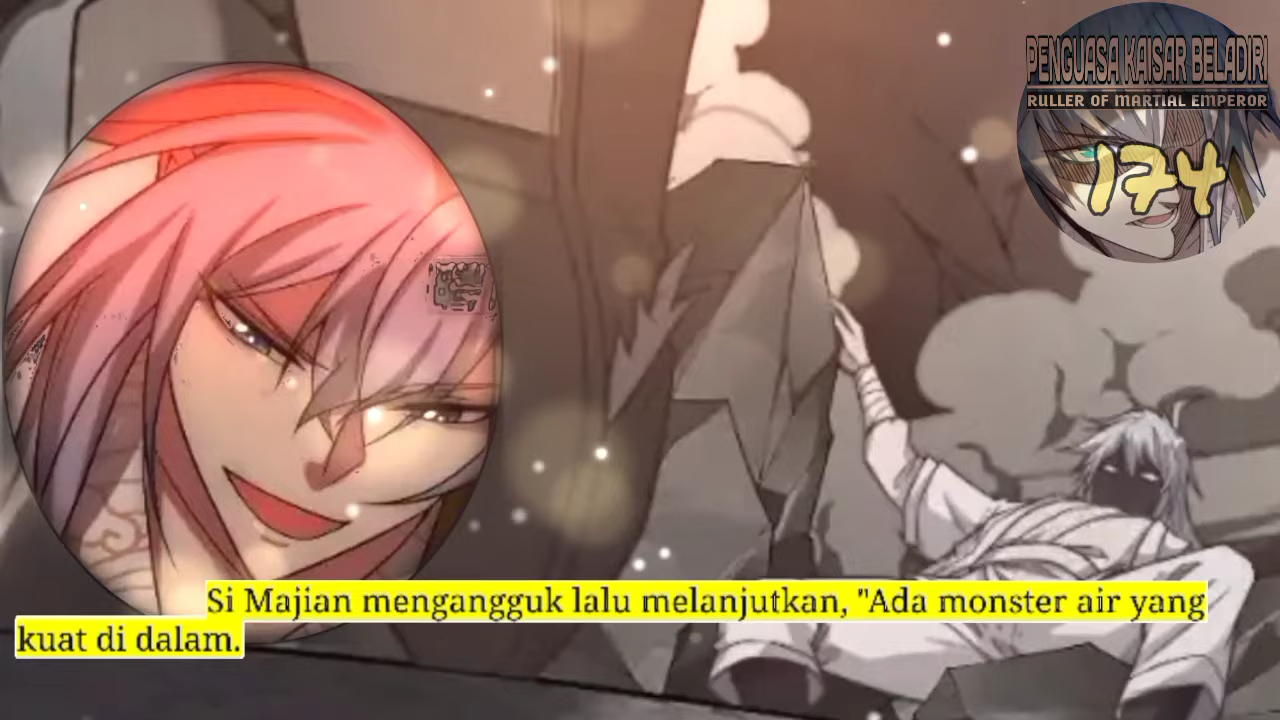 PENGUASA KAISAR BELADIRI
RULLER OF MARTIAL EMPEROR
174
Si Majian mengangguk lalu melanjutkan, "Ada monster air yang
kuat di dalam.